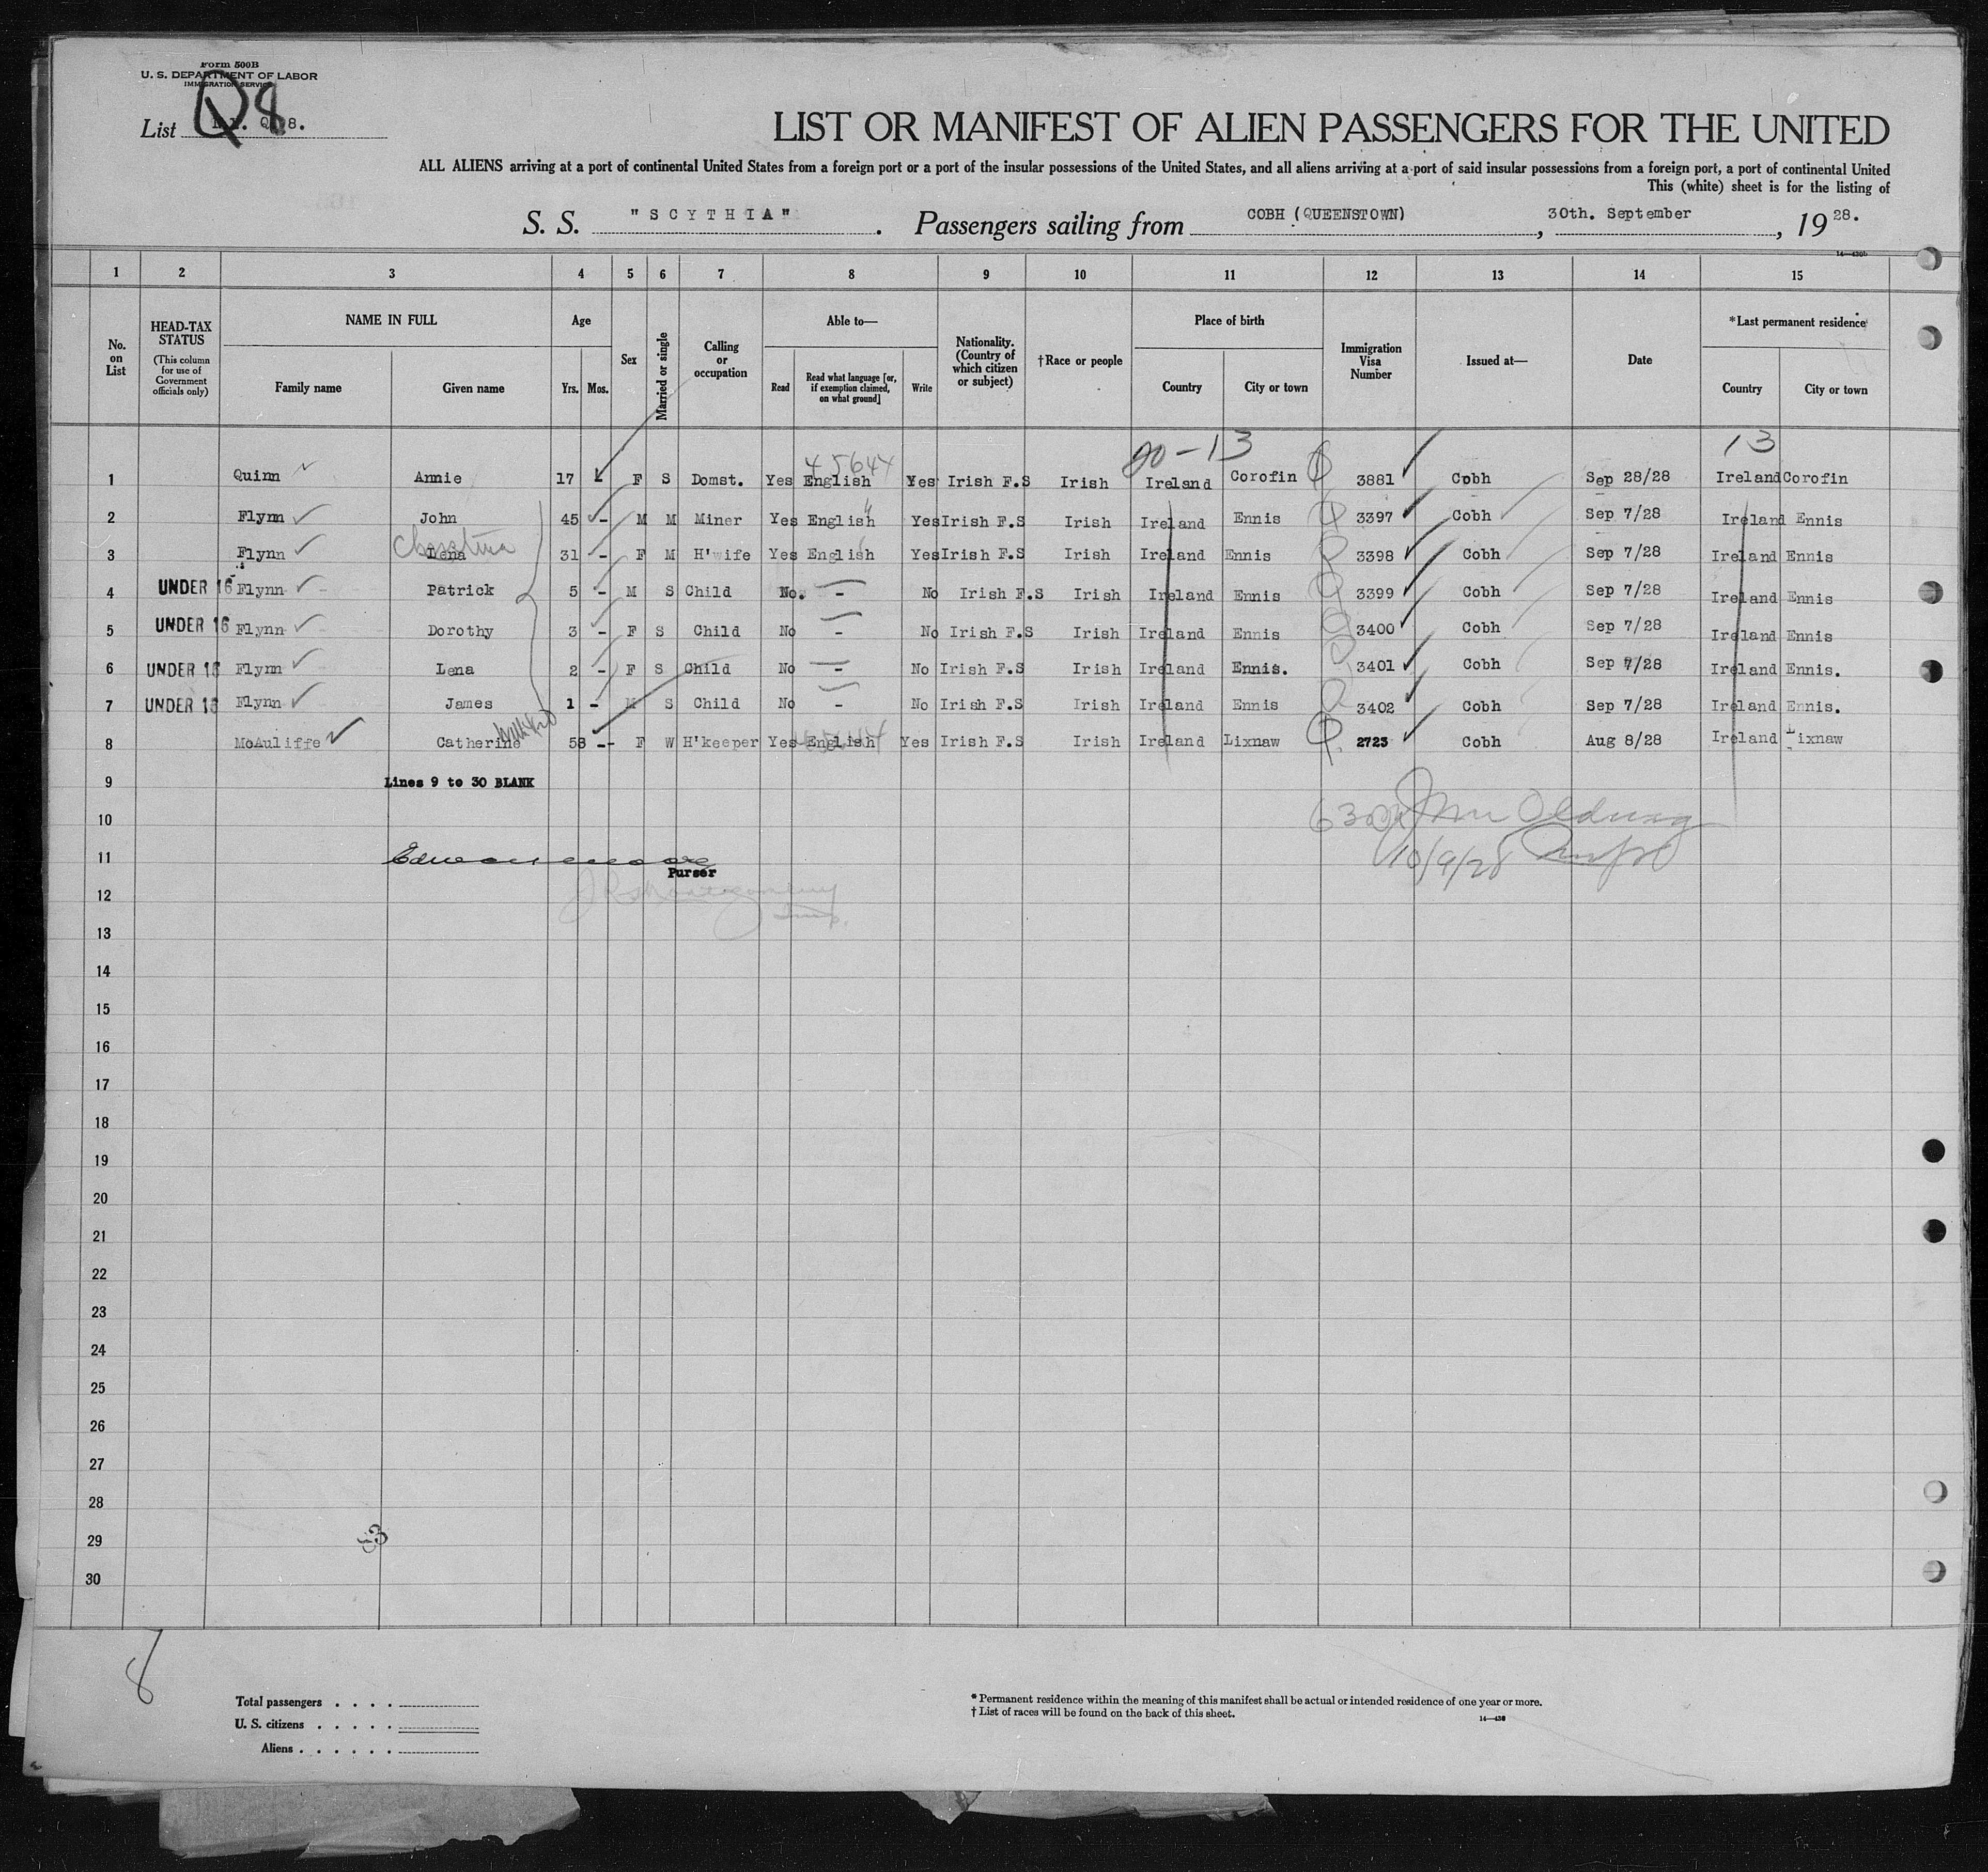 Form 500B
U. S. DEPARTMENT OF LABOR
IMMIGRATION SERVICE
List Q8
LIST OR MANIFEST OF ALIEN PASSENGERS FOR THE UNITED
ALL ALIENS arriving at a port of continental United States from a foreign port or a port of the insular possessions of the United States, and all aliens arriving at a port of said insular possessions from a foreign port, a port of continental United
This (white) sheet is for the listing of
S. S. "SCYTHIA". Passengers sailing from COBH (QUEENSTOWN), 30th. September, 1928.
1 2 3 4 5 6 7 8 9 10 11 12 13 14 15
No. on List
HEAD-TAX STATUS (This column for use of Government officials only)
NAME IN FULL Family name Given name
Age Yrs. Mos.
Sex
Married or single
Calling or occupation
Able to— Read Read what language [or, if exemption claimed, on what ground] Write
Nationality. (Country of which citizen or subject)
†Race or people
Place of birth Country City or town
Immigration Visa Number
Issued at—
Date
*Last permanent residence Country City or town
45644 20-13 13
1 Quinn Annie 17 F S Domst. Yes English Yes Irish F.S Irish Ireland Corofin 3881 Cobh Sep 28/28 Ireland Corofin
2 Flynn John 45 - M M Miner Yes English Yes Irish F.S Irish Ireland Ennis 3397 Cobh Sep 7/28 Ireland Ennis
3 Flynn Lena 31 - F M H'wife Yes English Yes Irish F.S Irish Ireland Ennis 3398 Cobh Sep 7/28 Ireland Ennis
4 UNDER 16 Flynn Patrick 5 - M S Child No. - No Irish F.S Irish Ireland Ennis 3399 Cobh Sep 7/28 Ireland Ennis
5 UNDER 16 Flynn Dorothy 3 - F S Child No - No Irish F.S Irish Ireland Ennis 3400 Cobh Sep 7/28 Ireland Ennis
6 UNDER 16 Flynn Lena 2 - F S Child No - No Irish F.S Irish Ireland Ennis. 3401 Cobh Sep 7/28 Ireland Ennis.
7 UNDER 16 Flynn James 1 - M S Child No - No Irish F.S Irish Ireland Ennis 3402 Cobh Sep 7/28 Ireland Ennis.
8 McAuliffe Catherine 58 -- F W H'keeper Yes English Yes Irish F.S Irish Ireland Lixnaw 2723 Cobh Aug 8/28 Ireland Lixnaw
9 Lines 9 to 30 BLANK
10
11
Purser
10/9/28
12
13
14
15
16
17
18
19
20
21
22
23
24
25
26
27
28
29
30
8
Total passengers
U. S. citizens
Aliens
* Permanent residence within the meaning of this manifest shall be actual or intended residence of one year or more.
† List of races will be found on the back of this sheet.